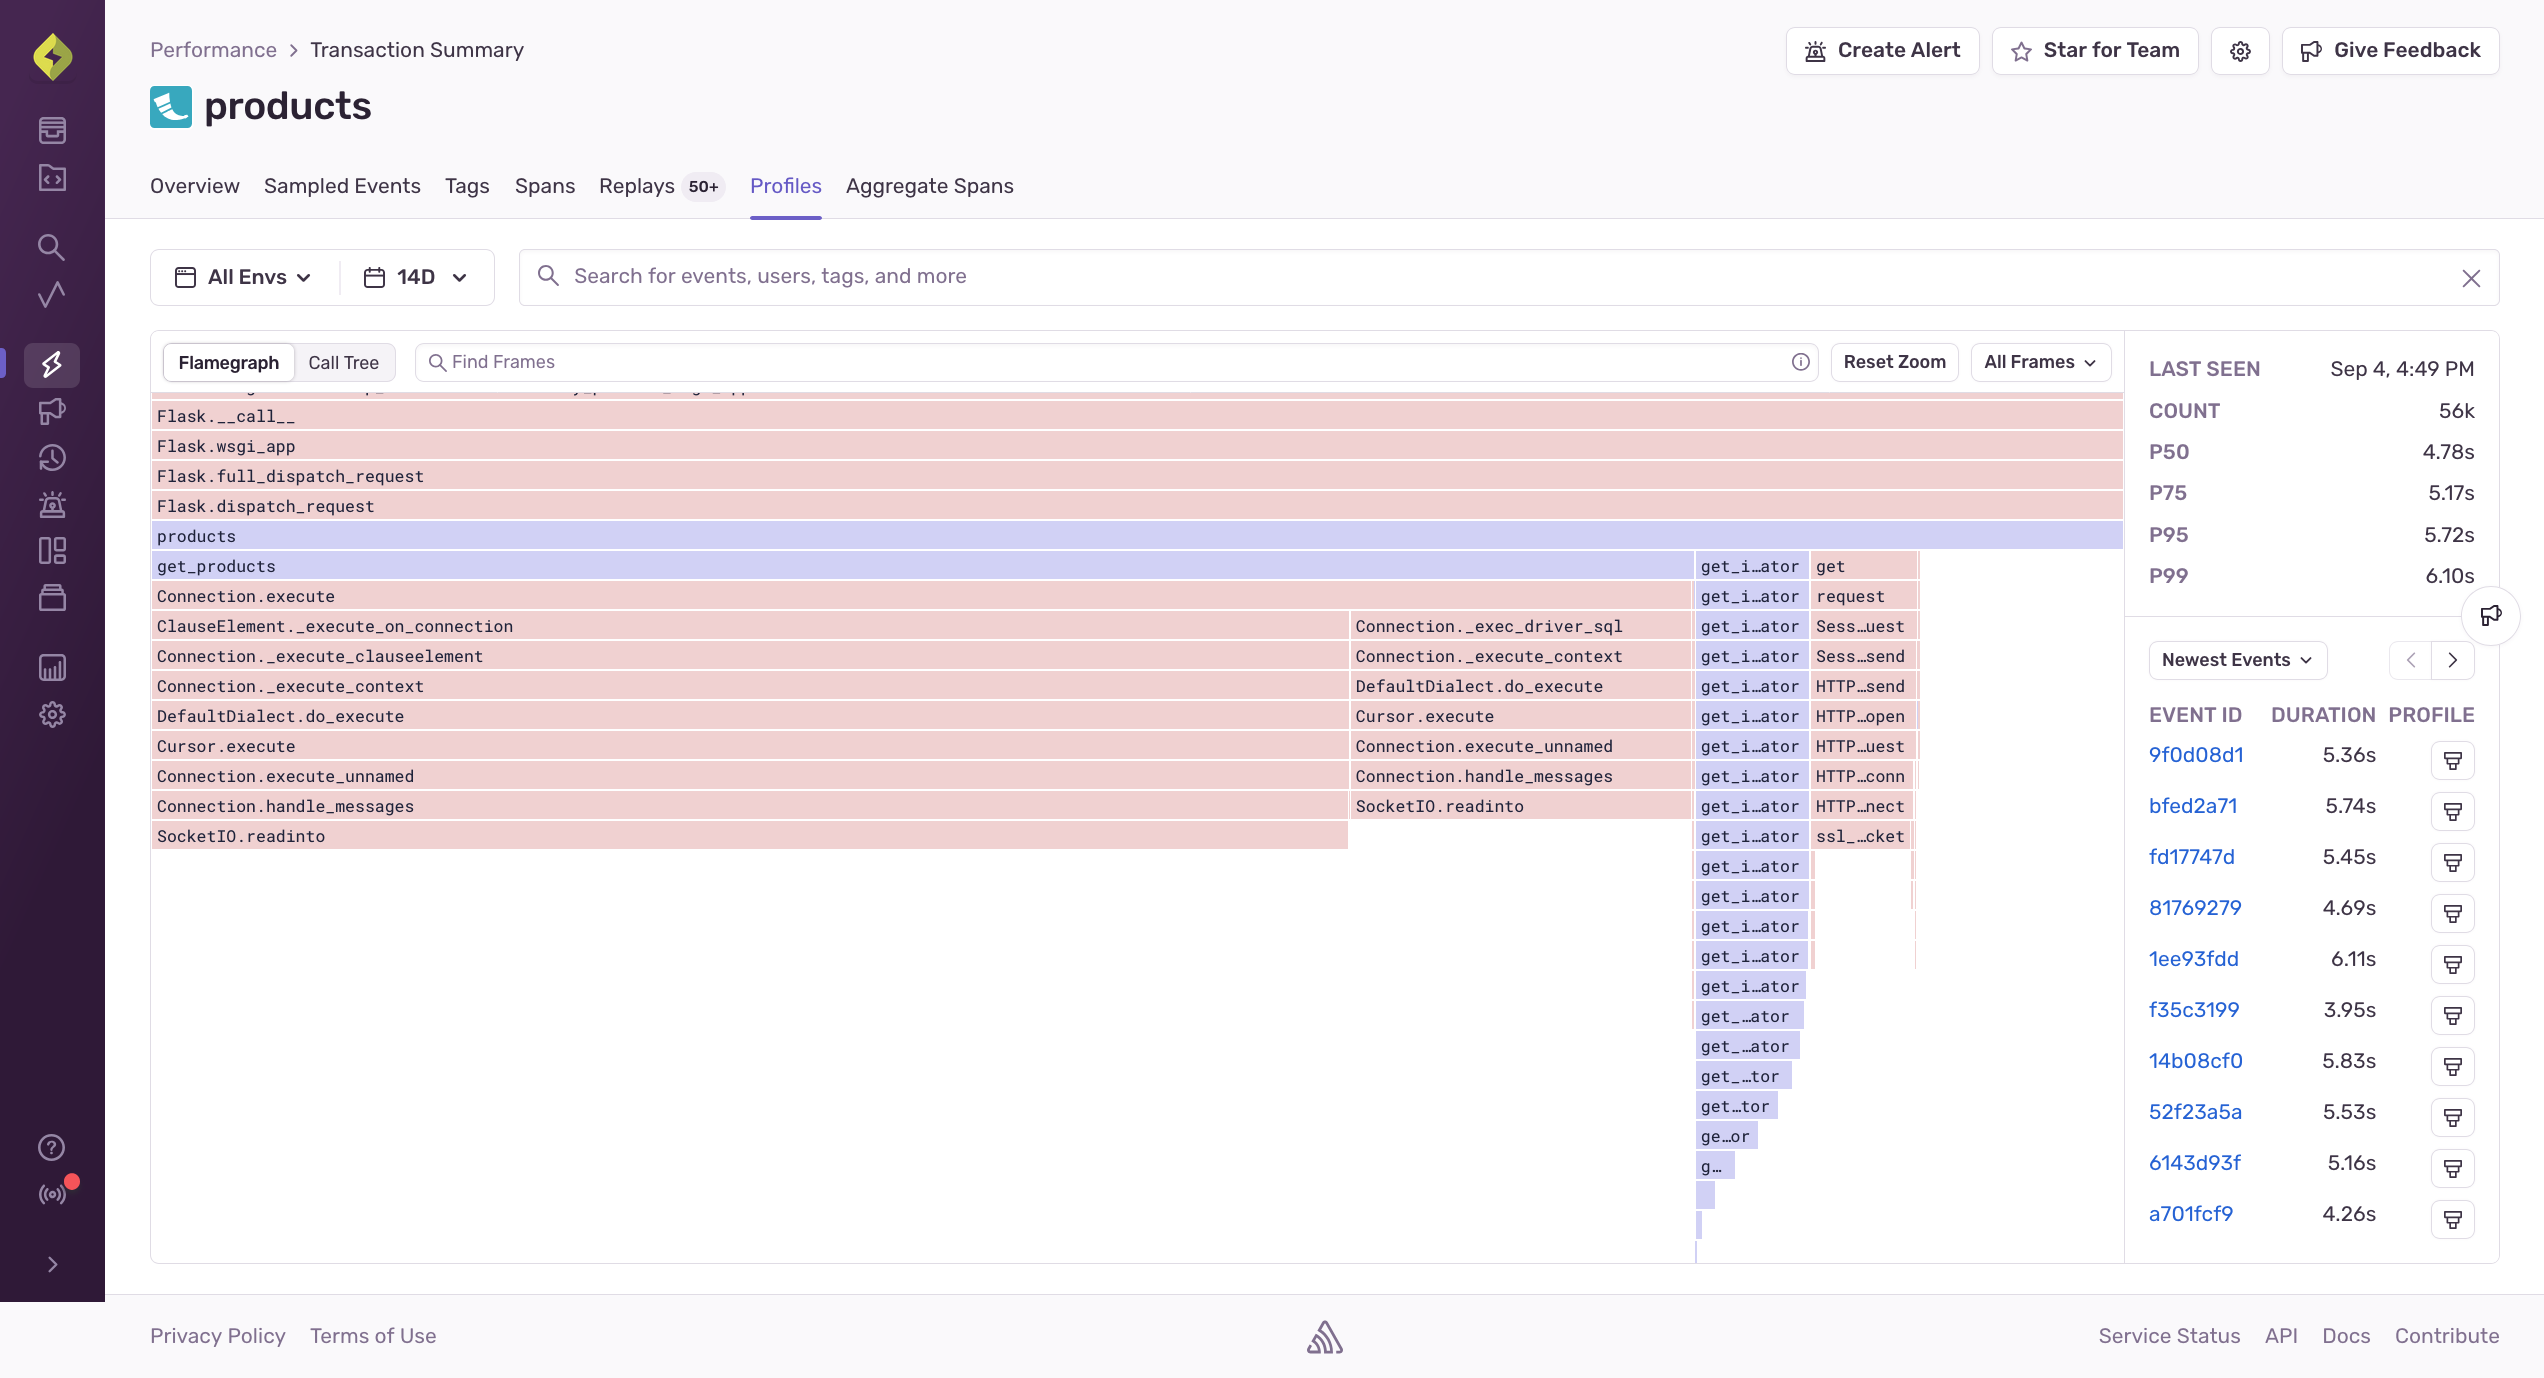 Performance > Transaction Summary
Create Alert
Star for Team
Give Feedback
products
Overview Sampled Events Tags Spans Replays 50+ Profiles Aggregate Spans
All Envs 14D Search for events, users, tags, and more
Flamegraph Call Tree Find Frames Reset Zoom All Frames
Flask.__call__
Flask.wsgi_app
Flask.full_dispatch_request
Flask.dispatch_request
products
get_products get_i…ator get
Connection.execute get_i…ator request
ClauseElement._execute_on_connection Connection._exec_driver_sql get_i…ator Sess…uest
Connection._execute_clauseelement Connection._execute_context get_i…ator Sess…send
Connection._execute_context DefaultDialect.do_execute get_i…ator HTTP…send
DefaultDialect.do_execute Cursor.execute get_i…ator HTTP…open
Cursor.execute Connection.execute_unnamed get_i…ator HTTP…uest
Connection.execute_unnamed Connection.handle_messages get_i…ator HTTP…conn
Connection.handle_messages SocketIO.readinto get_i…ator HTTP…nect
SocketIO.readinto get_i…ator ssl_…cket
get_i…ator
get_i…ator
get_i…ator
get_i…ator
get_i…ator
get_…ator
get_…ator
get_…tor
get…tor
ge…or
g…
LAST SEEN Sep 4, 4:49 PM
COUNT 56k
P50 4.78s
P75 5.17s
P95 5.72s
P99 6.10s
Newest Events
EVENT ID DURATION PROFILE
9f0d08d1 5.36s
bfed2a71 5.74s
fd17747d 5.45s
81769279 4.69s
1ee93fdd 6.11s
f35c3199 3.95s
14b08cf0 5.83s
52f23a5a 5.53s
6143d93f 5.16s
a701fcf9 4.26s
Privacy Policy Terms of Use
Service Status API Docs Contribute